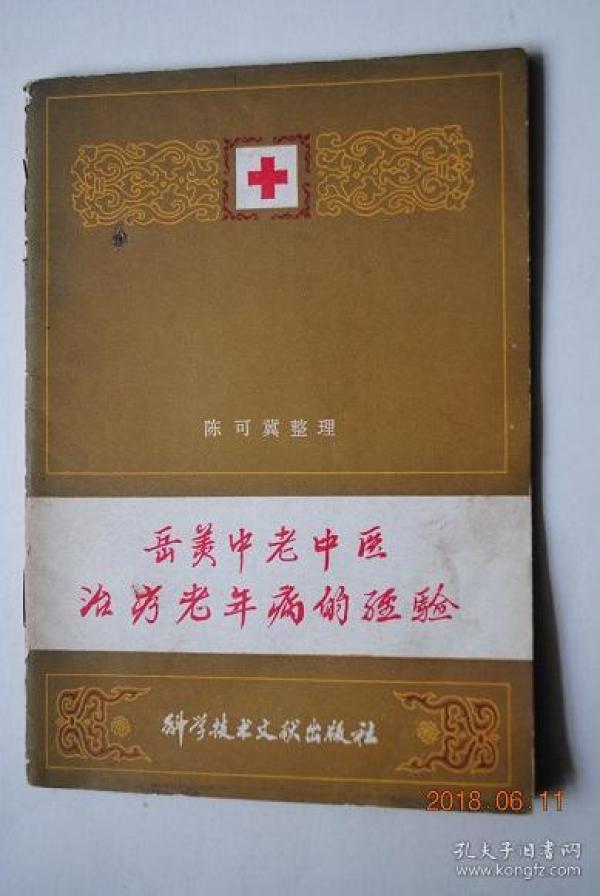 陈可冀整理
岳美中老中医
治疗老年病的经验
科学技术文献出版社
2018.06.11
孔夫子旧书网
www.kongfz.com